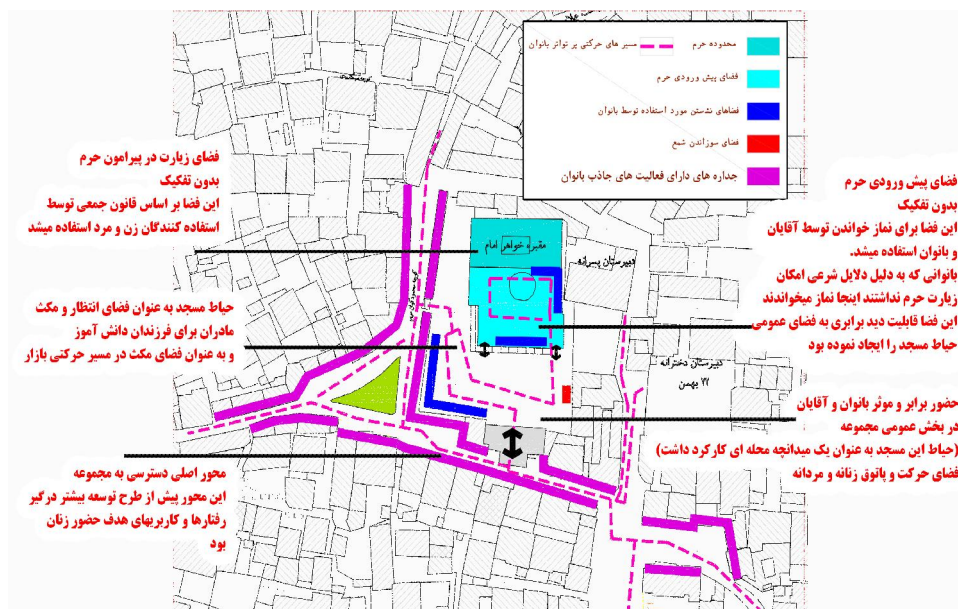 محدوده حرم
مسیر های حرکتی پر تواتر بانوان
فضای پیش ورودی حرم
فضاهای نشستن مورد استفاده توسط بانوان
فضای سوزاندن شمع
جداره های دارای فعالیت های جاذب بانوان
فضای پیش ورودی حرم
بدون تفکیک
این فضا برای نماز خواندن توسط آقایان
و بانوان استفاده میشد.
بانوانی که به دلیل دلایل شرعی امکان
زیارت حرم نداشتند اینجا نماز میخواندند
این فضا قابلیت دید برابری به فضای عمومی
حیاط مسجد را ایجاد نموده بود
حضور برابر و موثر بانوان و آقایان
در بخش عمومی مجموعه
(حیاط این مسجد به عنوان یک میدانچه محله ای کارکرد داشت)
فضای حرکت و پاتوق زنانه و مردانه
مقبره خواهر امام
دبیرستان پسرانه
دبیرستان دخترانه
۲۲ بهمن
فضای زیارت در پیرامون حرم
بدون تفکیک
این فضا بر اساس قانون جمعی توسط
استفاده کنندگان زن و مرد استفاده میشد
حیاط مسجد به عنوان فضای انتظار و مکث
مادران برای فرزندان دانش آموز
و به عنوان فضای مکث در مسیر حرکتی بازار
محور اصلی دسترسی به مجموعه
این محور پیش از طرح توسعه بیشتر درگیر
رفتارها و کاربریهای هدف حضور زنان
بود